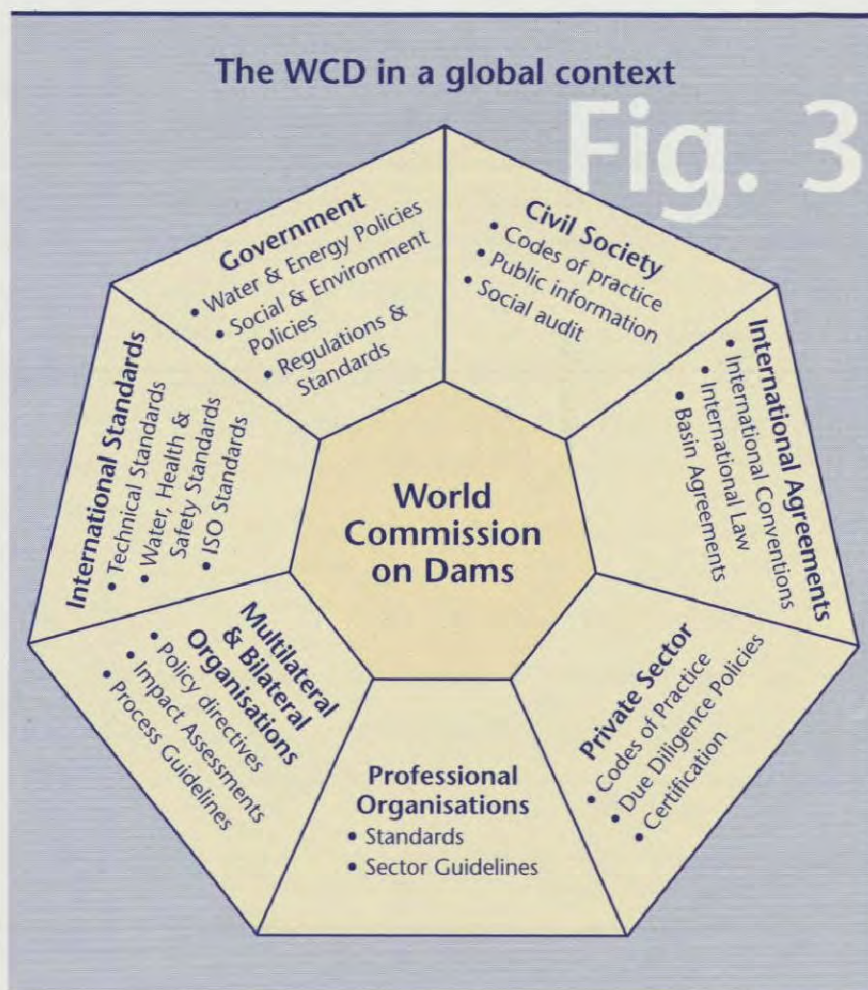 The WCD in a global context
Fig. 3
Government
• Water & Energy Policies
• Social & Environment
Policies
• Regulations &
Standards
Civil Society
• Codes of practice
• Public information
• Social audit
International Agreements
• International Conventions
• International Law
• Basin Agreements
Private Sector
• Codes of Practice
• Due Diligence Policies
• Certification
Professional
Organisations
• Standards
• Sector Guidelines
Multilateral
& Bilateral
Organisations
• Policy directives
• Impact Assessments
• Process Guidelines
International Standards
• Technical Standards
• Water, Health &
Safety Standards
• ISO Standards
World
Commission
on Dams